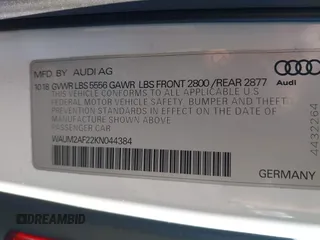 MFD. BY AUDI AG
10.18 GVWR LBS 5556 GAWR LBS FRONT 2800 / REAR 2877
THIS VEHICLE CONFORMS TO ALL APPLICABLE U.S.
FEDERAL MOTOR VEHICLE SAFETY, BUMPER AND THEFT
PREVENTION STANDARDS IN EFFECT ON THE DATE OF
MANUFACTURE SHOWN ABOVE.
PASSENGER CAR
WAUM2AF22KN044384
GERMANY
Audi
4432264
DREAMBID